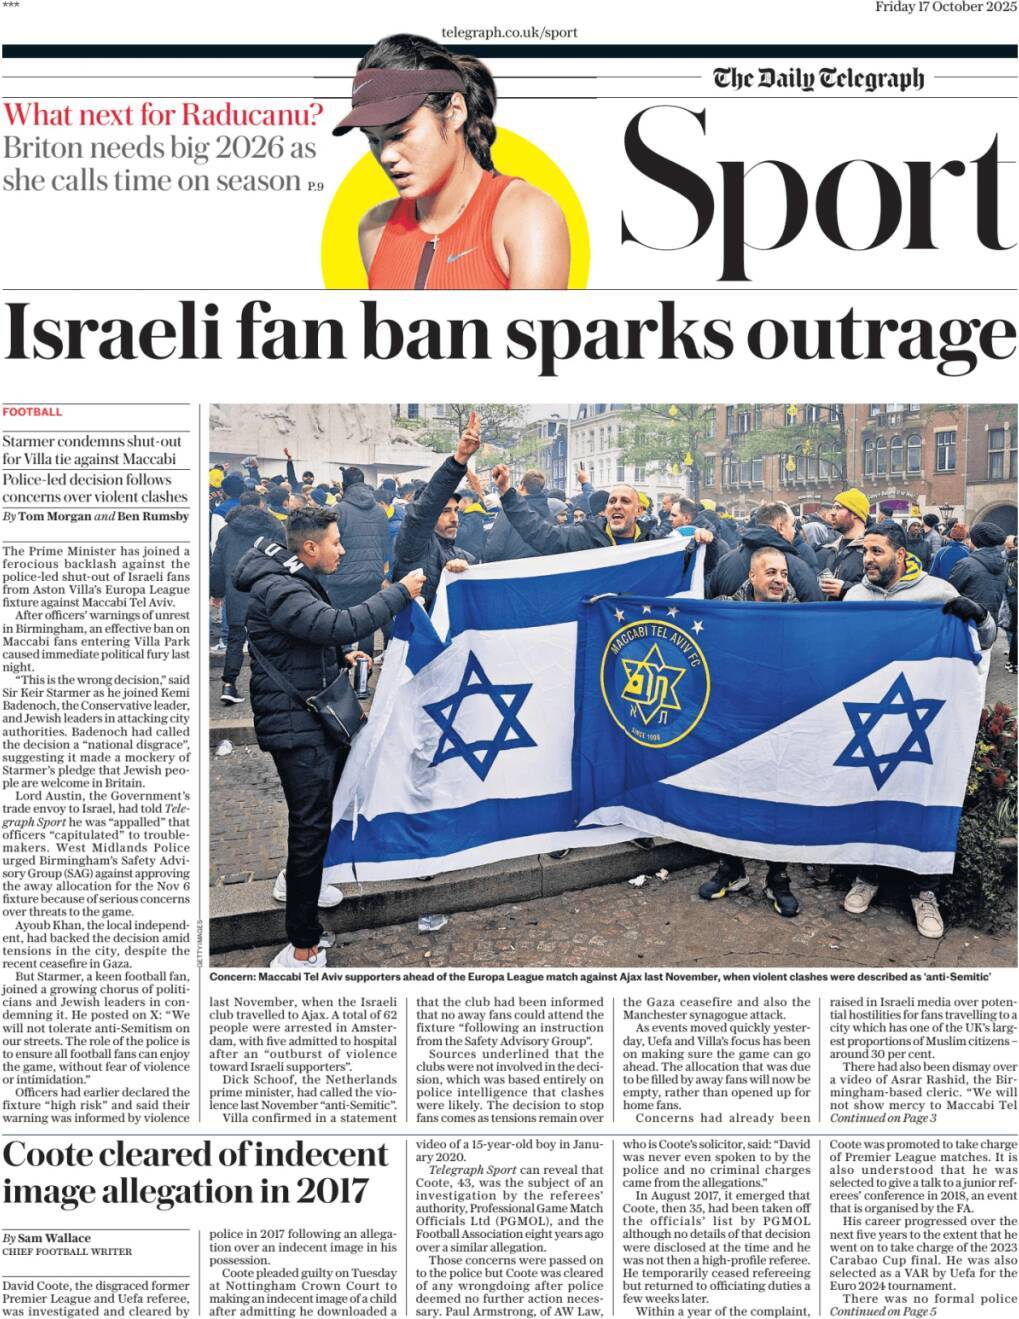 ***
Friday 17 October 2025
telegraph.co.uk/sport
The Daily Telegraph
Sport
What next for Raducanu?
Briton needs big 2026 as
she calls time on season P.9
Israeli fan ban sparks outrage
FOOTBALL
Starmer condemns shut-out
for Villa tie against Maccabi
Police-led decision follows
concerns over violent clashes
By Tom Morgan and Ben Rumsby
The Prime Minister has joined a
ferocious backlash against the
police-led shut-out of Israeli fans
from Aston Villa's Europa League
fixture against Maccabi Tel Aviv.
After officers' warnings of unrest
in Birmingham, an effective ban on
Maccabi fans entering Villa Park
caused immediate political fury last
night.
"This is the wrong decision," said
Sir Keir Starmer as he joined Kemi
Badenoch, the Conservative leader,
and Jewish leaders in attacking city
authorities. Badenoch had called
the decision a "national disgrace",
suggesting it made a mockery of
Starmer's pledge that Jewish peo-
ple are welcome in Britain.
Lord Austin, the Government's
trade envoy to Israel, had told Tele-
graph Sport he was "appalled" that
officers "capitulated" to trouble-
makers. West Midlands Police
urged Birmingham's Safety Advi-
sory Group (SAG) against approving
the away allocation for the Nov 6
fixture because of serious concerns
over threats to the game.
Ayoub Khan, the local independ-
ent, had backed the decision amid
tensions in the city, despite the
recent ceasefire in Gaza.
But Starmer, a keen football fan,
joined a growing chorus of politi-
cians and Jewish leaders in con-
demning it. He posted on X: "We
will not tolerate anti-Semitism on
our streets. The role of the police is
to ensure all football fans can enjoy
the game, without fear of violence
or intimidation."
Officers had earlier declared the
fixture "high risk" and said their
warning was informed by violence
MACCABI TEL AVIV FC
SINCE 1906
GETTY IMAGES
Concern: Maccabi Tel Aviv supporters ahead of the Europa League match against Ajax last November, when violent clashes were described as 'anti-Semitic'
last November, when the Israeli
club travelled to Ajax. A total of 62
people were arrested in Amster-
dam, with five admitted to hospital
after an "outburst of violence
toward Israeli supporters".
Dick Schoof, the Netherlands
prime minister, had called the vio-
lence last November "anti-Semitic".
Villa confirmed in a statement
that the club had been informed
that no away fans could attend the
fixture "following an instruction
from the Safety Advisory Group".
Sources underlined that the
clubs were not involved in the deci-
sion, which was based entirely on
police intelligence that clashes
were likely. The decision to stop
fans comes as tensions remain over
the Gaza ceasefire and also the
Manchester synagogue attack.
As events moved quickly yester-
day, Uefa and Villa's focus has been
on making sure the game can go
ahead. The allocation that was due
to be filled by away fans will now be
empty, rather than opened up for
home fans.
Concerns had already been
raised in Israeli media over poten-
tial hostilities for fans travelling to a
city which has one of the UK's larg-
est proportions of Muslim citizens –
around 30 per cent.
There had also been dismay over
a video of Asrar Rashid, the Bir-
mingham-based cleric. "We will
not show mercy to Maccabi Tel
Continued on Page 3
Coote cleared of indecent
image allegation in 2017
By Sam Wallace
CHIEF FOOTBALL WRITER
David Coote, the disgraced former
Premier League and Uefa referee,
was investigated and cleared by
police in 2017 following an allega-
tion over an indecent image in his
possession.
Coote pleaded guilty on Tuesday
at Nottingham Crown Court to
making an indecent image of a child
after admitting he downloaded a
video of a 15-year-old boy in Janu-
ary 2020.
Telegraph Sport can reveal that
Coote, 43, was the subject of an
investigation by the referees'
authority, Professional Game Match
Officials Ltd (PGMOL), and the
Football Association eight years ago
over a similar allegation.
Those concerns were passed on
to the police but Coote was cleared
of any wrongdoing after police
deemed no further action neces-
sary. Paul Armstrong, of AW Law,
who is Coote's solicitor, said: "David
was never even spoken to by the
police and no criminal charges
came from the allegations."
In August 2017, it emerged that
Coote, then 35, had been taken off
the officials' list by PGMOL
although no details of that decision
were disclosed at the time and he
was not then a high-profile referee.
He temporarily ceased refereeing
but returned to officiating duties a
few weeks later.
Within a year of the complaint,
Coote was promoted to take charge
of Premier League matches. It is
also understood that he was
selected to give a talk to a junior ref-
erees' conference in 2018, an event
that is organised by the FA.
His career progressed over the
next five years to the extent that he
went on to take charge of the 2023
Carabao Cup final. He was also
selected as a VAR by Uefa for the
Euro 2024 tournament.
There was no formal police
Continued on Page 5